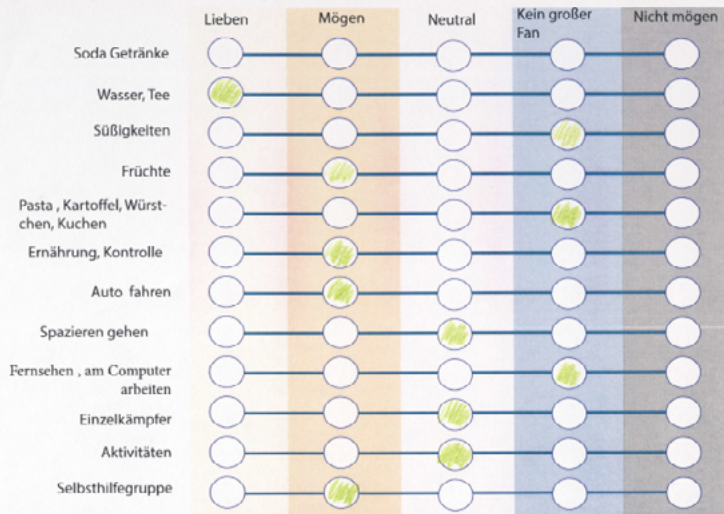 Lieben Mögen Neutral Kein großer
Fan Nicht mögen
Soda Getränke
Wasser, Tee
Süßigkeiten
Früchte
Pasta , Kartoffel, Würst-
chen, Kuchen
Ernährung, Kontrolle
Auto fahren
Spazieren gehen
Fernsehen , am Computer
arbeiten
Einzelkämpfer
Aktivitäten
Selbsthilfegruppe